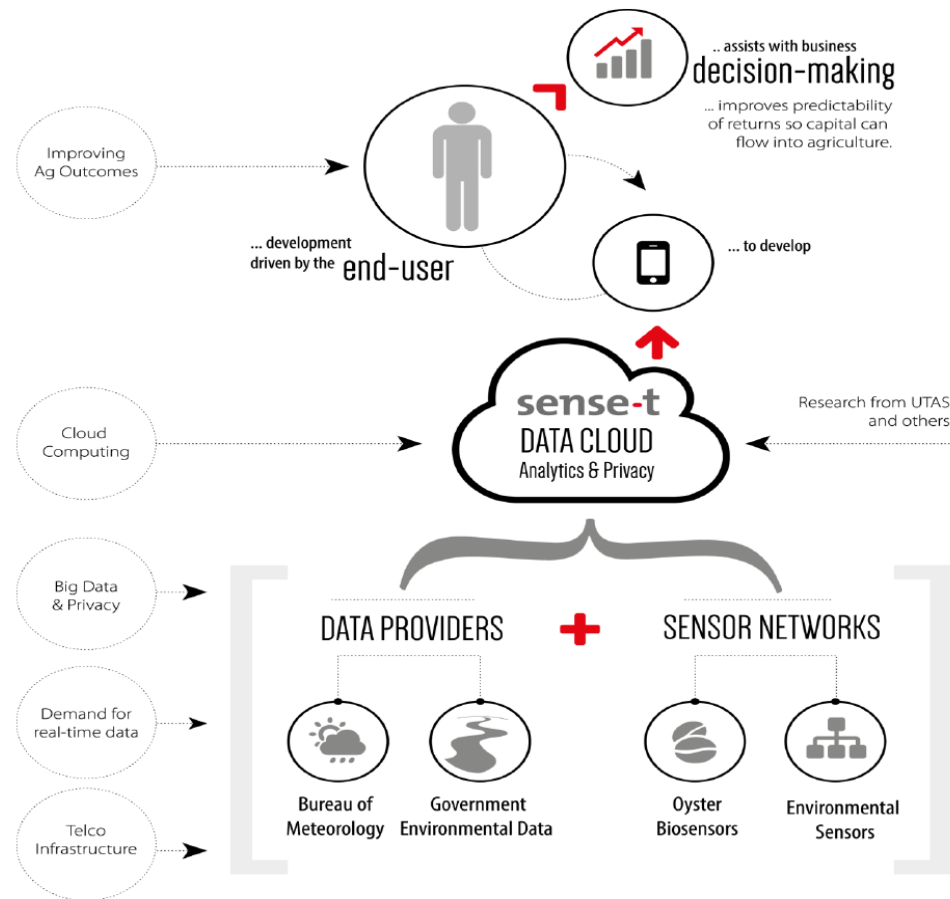 .. assists with business
decision-making
... improves predictability
of returns so capital can
flow into agriculture.
Improving
Ag Outcomes
... development
driven by the end-user
... to develop
sense-t
DATA CLOUD
Analytics & Privacy
Cloud
Computing
Research from UTAS
and others
Big Data
& Privacy
DATA PROVIDERS
+
SENSOR NETWORKS
Demand for
real-time data
Bureau of
Meteorology
Government
Environmental Data
Oyster
Biosensors
Environmental
Sensors
Telco
Infrastructure